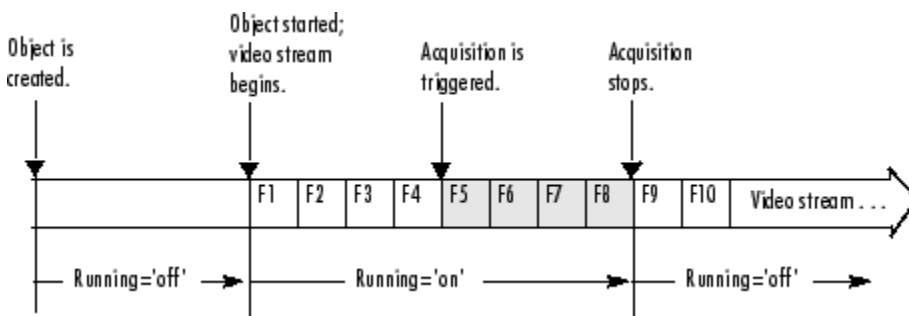 Object is
created.
Object started;
video stream
begins.
Acquisition is
triggered.
Acquisition
stops.
F1 F2 F3 F4 F5 F6 F7 F8 F9 F10 Video stream . . .
Running='off' Running='on' Running='off'